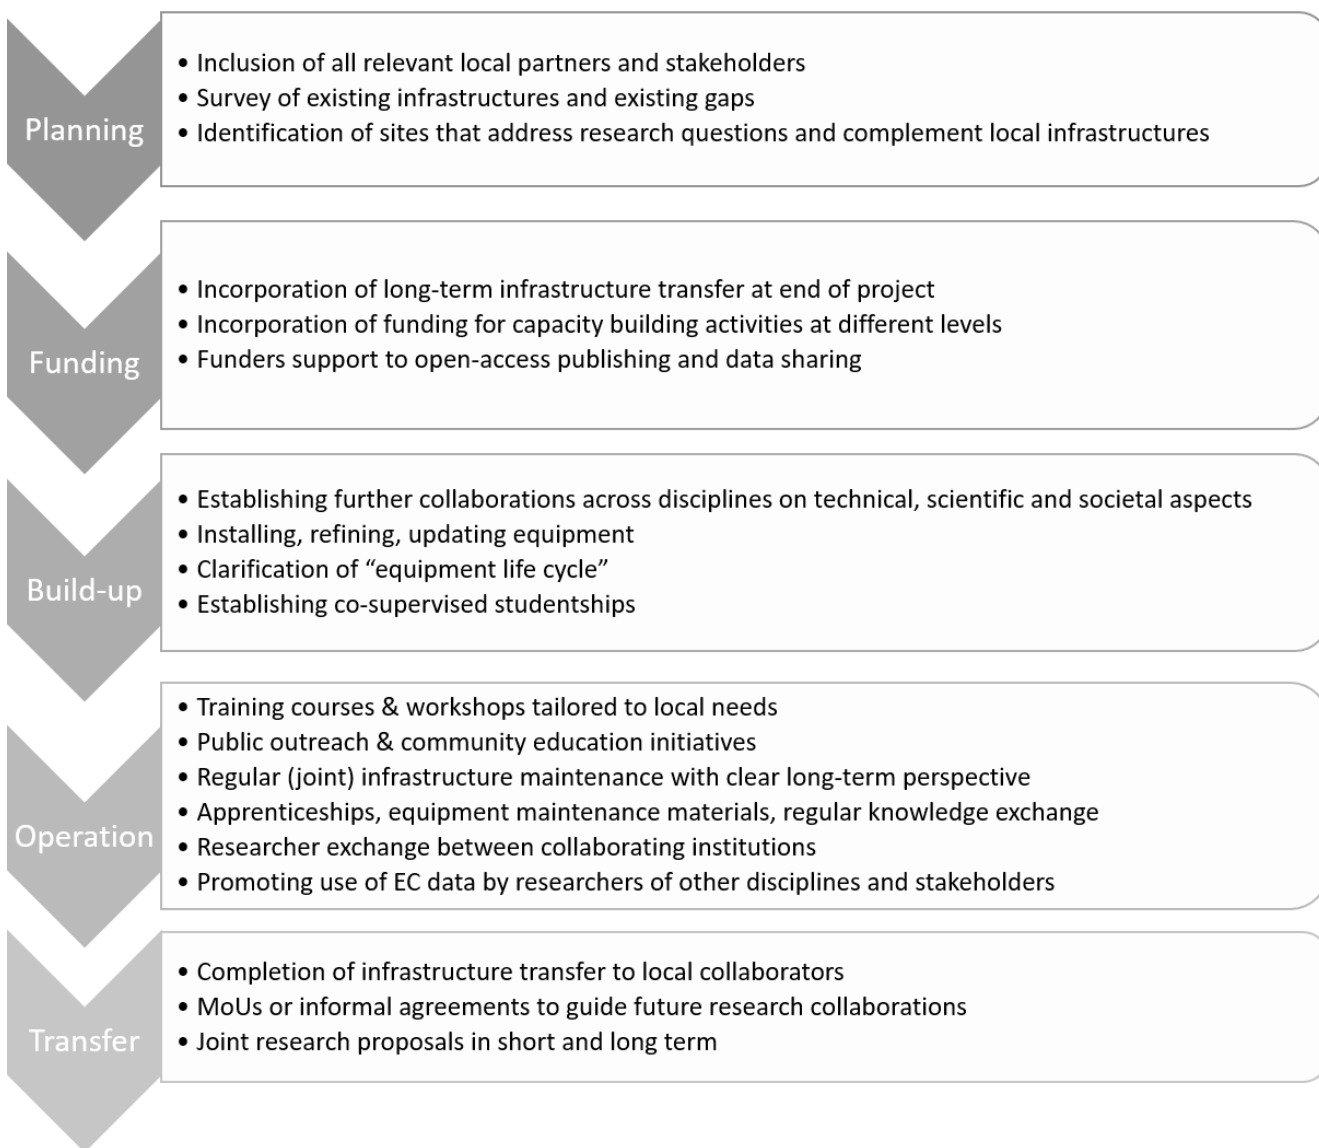 Planning
• Inclusion of all relevant local partners and stakeholders
• Survey of existing infrastructures and existing gaps
• Identification of sites that address research questions and complement local infrastructures
Funding
• Incorporation of long-term infrastructure transfer at end of project
• Incorporation of funding for capacity building activities at different levels
• Funders support to open-access publishing and data sharing
Build-up
• Establishing further collaborations across disciplines on technical, scientific and societal aspects
• Installing, refining, updating equipment
• Clarification of “equipment life cycle”
• Establishing co-supervised studentships
Operation
• Training courses & workshops tailored to local needs
• Public outreach & community education initiatives
• Regular (joint) infrastructure maintenance with clear long-term perspective
• Apprenticeships, equipment maintenance materials, regular knowledge exchange
• Researcher exchange between collaborating institutions
• Promoting use of EC data by researchers of other disciplines and stakeholders
Transfer
• Completion of infrastructure transfer to local collaborators
• MoUs or informal agreements to guide future research collaborations
• Joint research proposals in short and long term